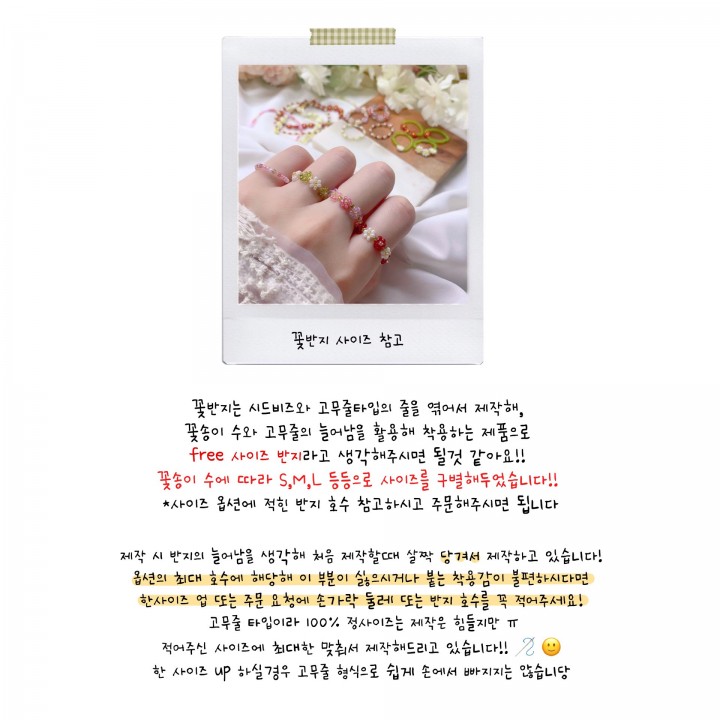 꽃반지 사이즈 참고
꽃반지는 시드비즈와 고무줄타입의 줄을 엮어서 제작해,
꽃송이 수와 고무줄의 늘어남을 활용해 착용하는 제품으로
free 사이즈 반지라고 생각해주시면 될것 같아요!!
꽃송이 수에 따라 S,M,L 등등으로 사이즈를 구별해두었습니다!!
*사이즈 옵션에 적힌 반지 호수 참고하시고 주문해주시면 됩니다
제작 시 반지의 늘어남을 생각해 처음 제작할때 살짝 당겨서 제작하고 있습니다!
옵션의 최대 호수에 해당해 이 부분이 싫으시거나 붙는 착용감이 불편하시다면
한사이즈 업 또는 주문 요청에 손가락 둘레 또는 반지 호수를 꼭 적어주세요!
고무줄 타입이라 100% 정사이즈는 제작은 힘들지만 ㅠ
적어주신 사이즈에 최대한 맞춰서 제작해드리고 있습니다!! 🪡 🙂
한 사이즈 up 하실경우 고무줄 형식으로 쉽게 손에서 빠지지는 않습니당